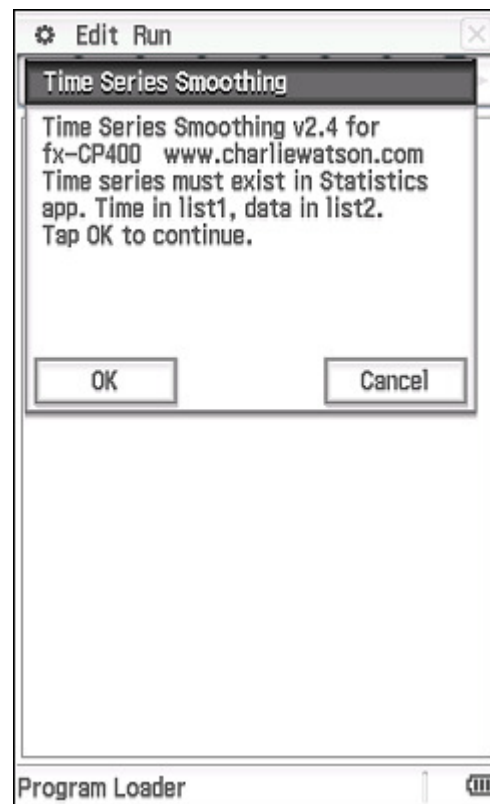 Edit Run
Time Series Smoothing
Time Series Smoothing v2.4 for
fx-CP400 www.charliewatson.com
Time series must exist in Statistics
app. Time in list1, data in list2.
Tap OK to continue.
OK Cancel
Program Loader